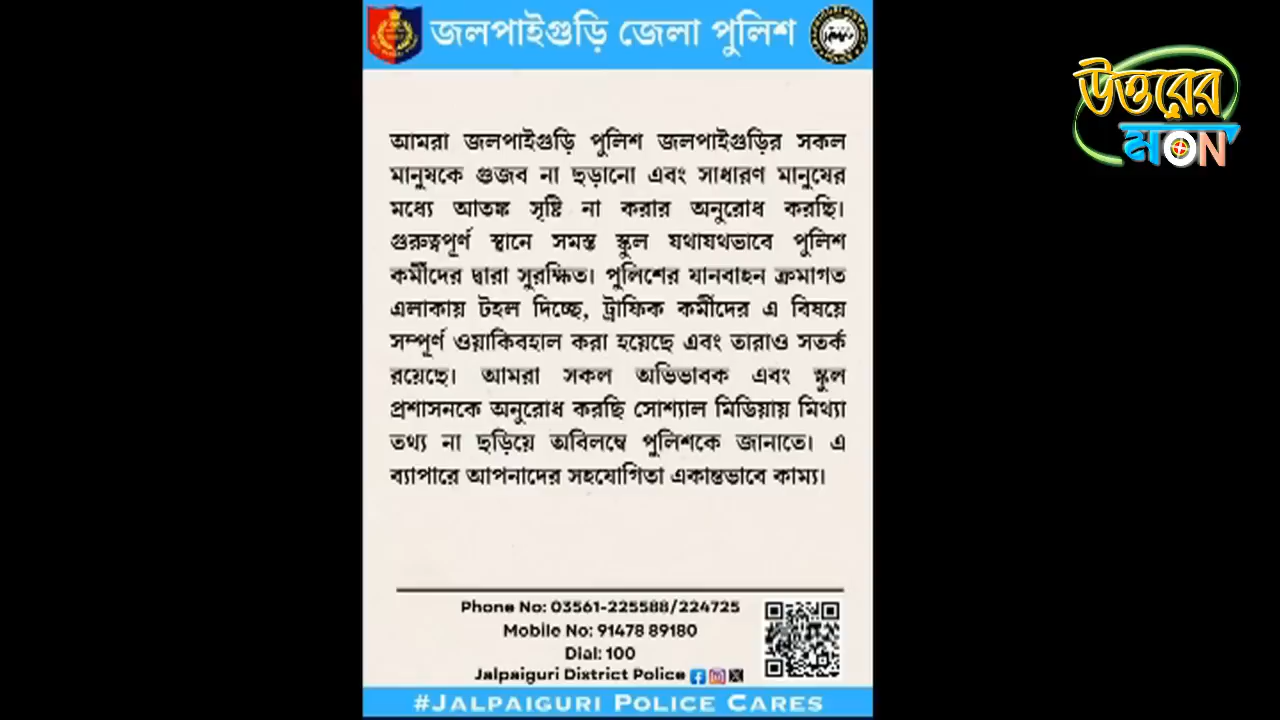 জলপাইগুড়ি জেলা পুলিশ
উত্তরের
মন
আমরা জলপাইগুড়ি পুলিশ জলপাইগুড়ির সকল
মানুষকে গুজব না ছড়ানো এবং সাধারণ মানুষের
মধ্যে আতঙ্ক সৃষ্টি না করার অনুরোধ করছি।
গুরুত্বপূর্ণ স্থানে সমস্ত স্কুল যথাযথভাবে পুলিশ
কর্মীদের দ্বারা সুরক্ষিত। পুলিশের যানবাহন ক্রমাগত
এলাকায় টহল দিচ্ছে, ট্রাফিক কর্মীদের এ বিষয়ে
সম্পূর্ণ ওয়াকিবহাল করা হয়েছে এবং তারাও সতর্ক
রয়েছে। আমরা সকল অভিভাবক এবং স্কুল
প্রশাসনকে অনুরোধ করছি সোশ্যাল মিডিয়ায় মিথ্যা
তথ্য না ছড়িয়ে অবিলম্বে পুলিশকে জানাতে। এ
ব্যাপারে আপনাদের সহযোগিতা একান্তভাবে কাম্য।
Phone No: 03561-225588/224725
Mobile No: 91478 89180
Dial: 100
Jalpaiguri District Police
#JALPAIGURI POLICE CARES